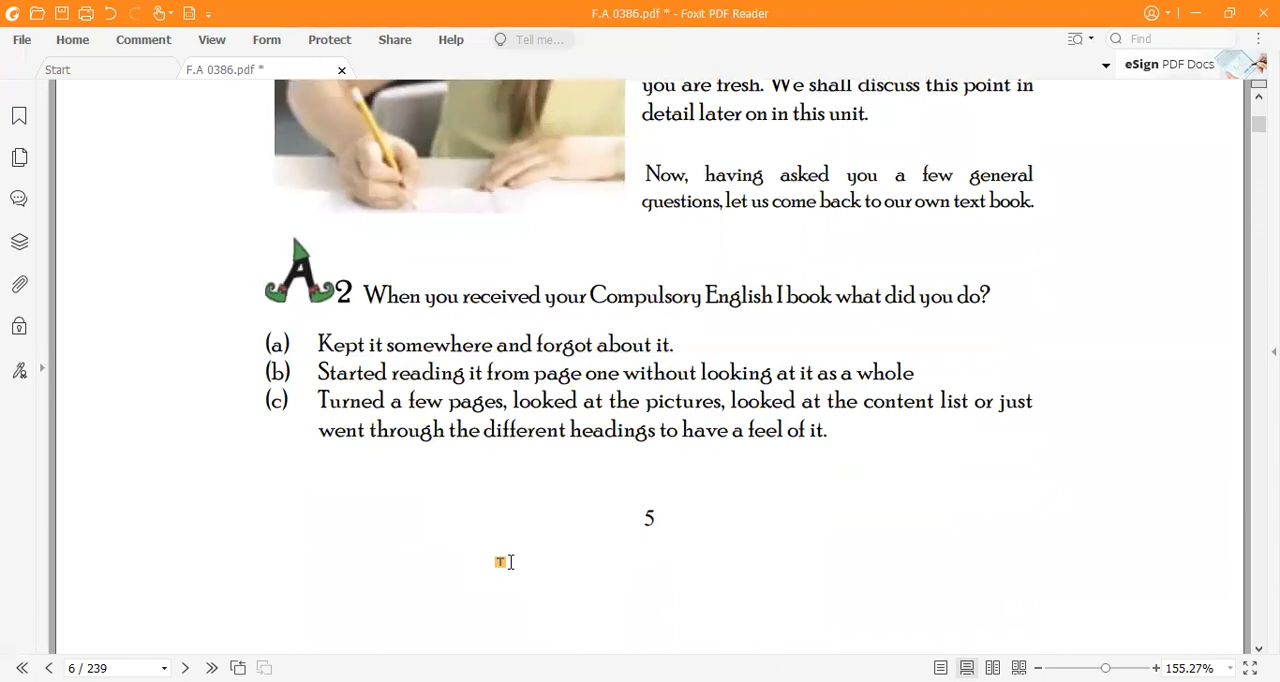 F.A 0386.pdf * - Foxit PDF Reader
File Home Comment View Form Protect Share Help Tell me... Find
Start F.A 0386.pdf * eSign PDF Docs
you are fresh. We shall discuss this point in
detail later on in this unit.
Now, having asked you a few general
questions, let us come back to our own text book.
A2 When you received your Compulsory English I book what did you do?
(a) Kept it somewhere and forgot about it.
(b) Started reading it from page one without looking at it as a whole
(c) Turned a few pages, looked at the pictures, looked at the content list or just
went through the different headings to have a feel of it.
5
T
6 / 239 155.27%